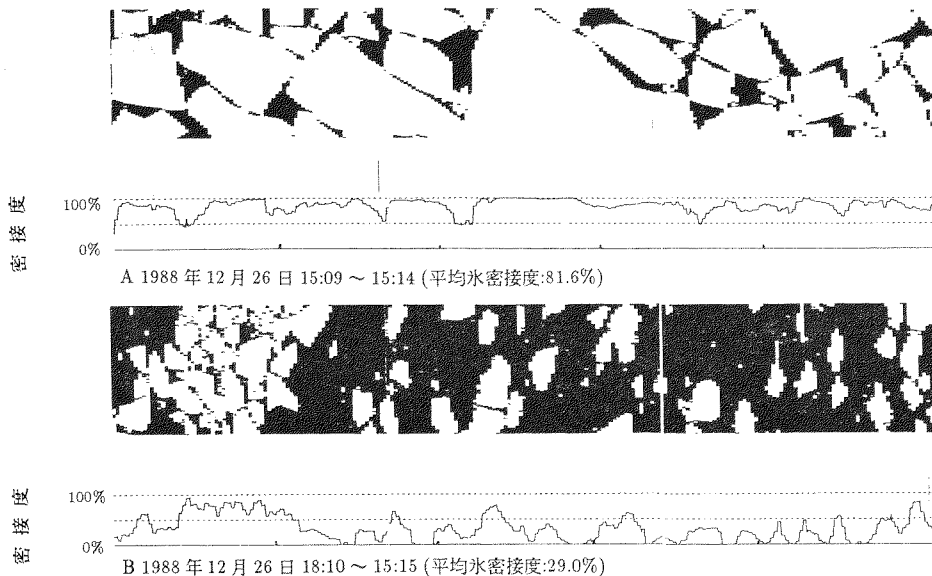 密接度
100%
0%
A 1988 年 12 月 26 日 15:09 ～ 15:14 (平均氷密接度:81.6%)
密接度
100%
0%
B 1988 年 12 月 26 日 18:10 ～ 15:15 (平均氷密接度:29.0%)